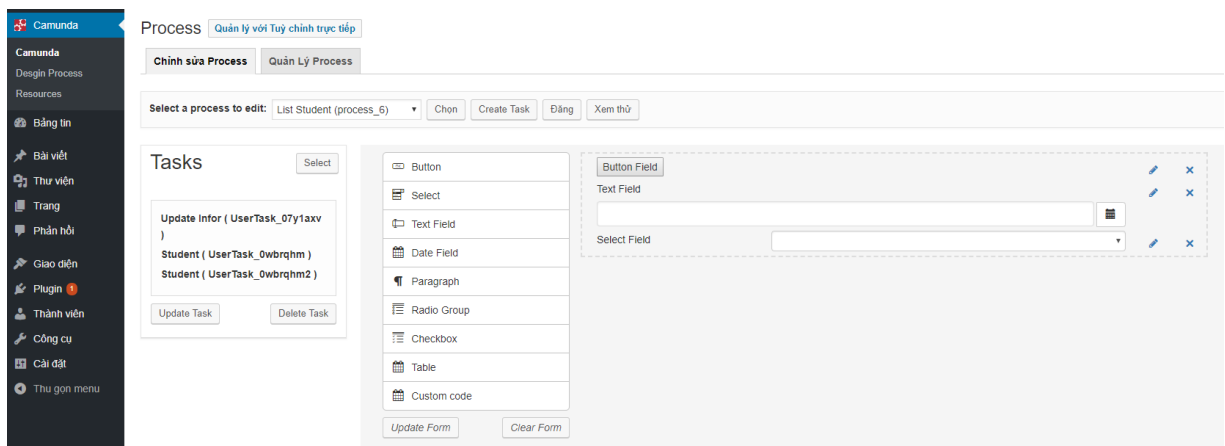 Camunda
Camunda
Desgin Process
Resources
Bảng tin
Bài viết
Thư viện
Trang
Phản hồi
Giao diện
Plugin 1
Thành viên
Công cụ
Cài đặt
Thu gọn menu
Process Quản lý với Tuỳ chỉnh trực tiếp
Chỉnh sửa Process Quản Lý Process
Select a process to edit: List Student (process_6) Chọn Create Task Đăng Xem thử
Tasks Select
Update Infor ( UserTask_07y1axv
)
Student ( UserTask_0wbrqhm )
Student ( UserTask_0wbrqhm2 )
Update Task Delete Task
Button
Select
Text Field
Date Field
Paragraph
Radio Group
Checkbox
Table
Custom code
Update Form Clear Form
Button Field
Text Field
Select Field